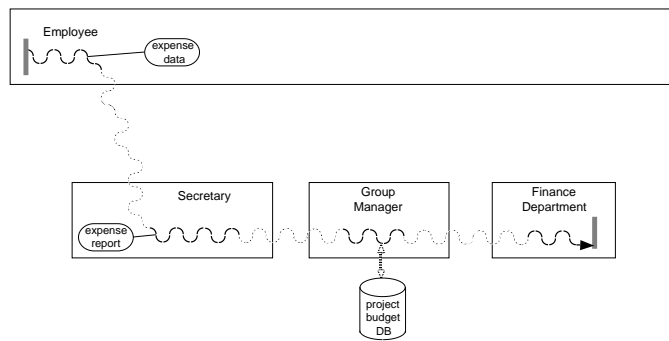 Employee
expense
data
Secretary
Group
Manager
Finance
Department
expense
report
project
budget
DB